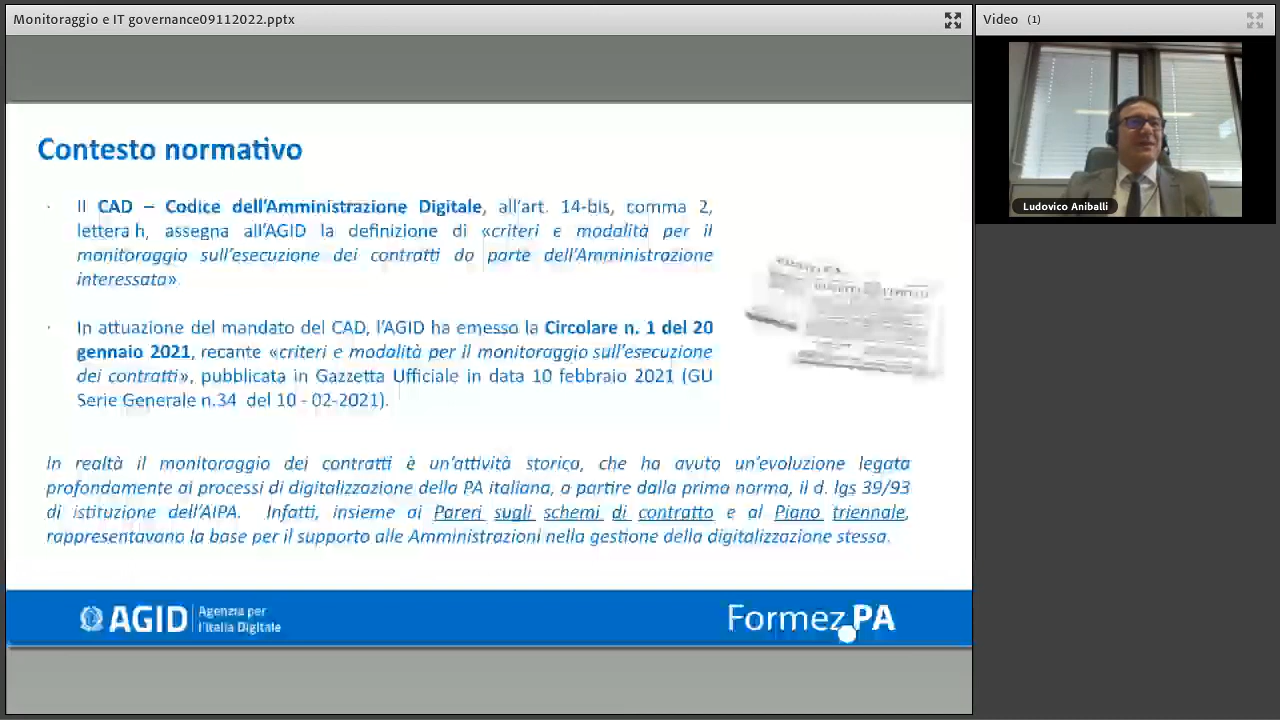 Monitoraggio e IT governance09112022.pptx
Video (1)
Ludovico Aniballi
Contesto normativo
· Il CAD – Codice dell'Amministrazione Digitale, all'art. 14-bis, comma 2,
lettera h, assegna all'AGID la definizione di «criteri e modalità per il
monitoraggio sull'esecuzione dei contratti da parte dell'Amministrazione
interessata».
· In attuazione del mandato del CAD, l'AGID ha emesso la Circolare n. 1 del 20
gennaio 2021, recante «criteri e modalità per il monitoraggio sull'esecuzione
dei contratti», pubblicata in Gazzetta Ufficiale in data 10 febbraio 2021 (GU
Serie Generale n.34 del 10 - 02-2021).
In realtà il monitoraggio dei contratti è un'attività storica, che ha avuto un'evoluzione legata
profondamente ai processi di digitalizzazione della PA italiana, a partire dalla prima norma, il d. lgs 39/93
di istituzione dell'AIPA. Infatti, insieme ai Pareri sugli schemi di contratto e al Piano triennale,
rappresentavano la base per il supporto alle Amministrazioni nella gestione della digitalizzazione stessa.
AGID Agenzia per
l'Italia Digitale
Formez PA